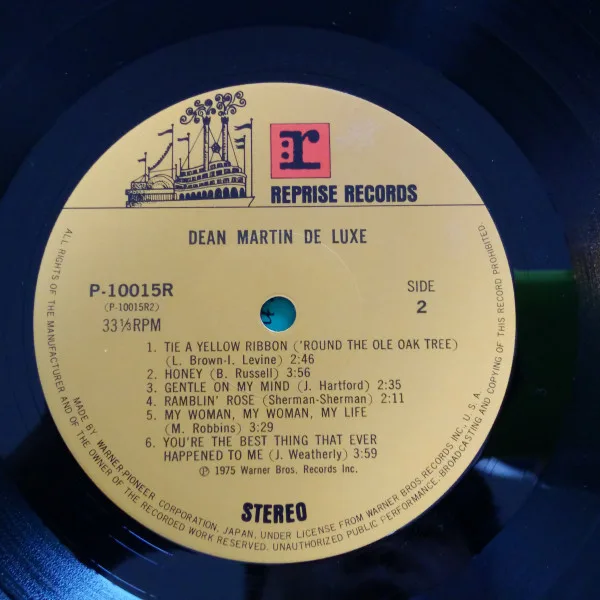 r
REPRISE RECORDS
DEAN MARTIN DE LUXE
P-10015R
(P-10015R2)
33⅓RPM
SIDE
2
1. TIE A YELLOW RIBBON ('ROUND THE OLE OAK TREE)
(L. Brown-I. Levine) 2:46
2. HONEY (B. Russell) 3:56
3. GENTLE ON MY MIND (J. Hartford) 2:35
4. RAMBLIN' ROSE (Sherman-Sherman) 2:11
5. MY WOMAN, MY WOMAN, MY LIFE
(M. Robbins) 3:29
6. YOU'RE THE BEST THING THAT EVER
HAPPENED TO ME (J. Weatherly) 3:59
Ⓟ 1975 Warner Bros. Records Inc.
STEREO
MADE BY WARNER-PIONEER CORPORATION, JAPAN, UNDER LICENSE FROM WARNER BROS. RECORDS INC., U.S.A.
ALL RIGHTS OF THE MANUFACTURER AND OF THE OWNER OF THE RECORDED WORK RESERVED. UNAUTHORIZED PUBLIC PERFORMANCE, BROADCASTING AND COPYING OF THIS RECORD PROHIBITED.